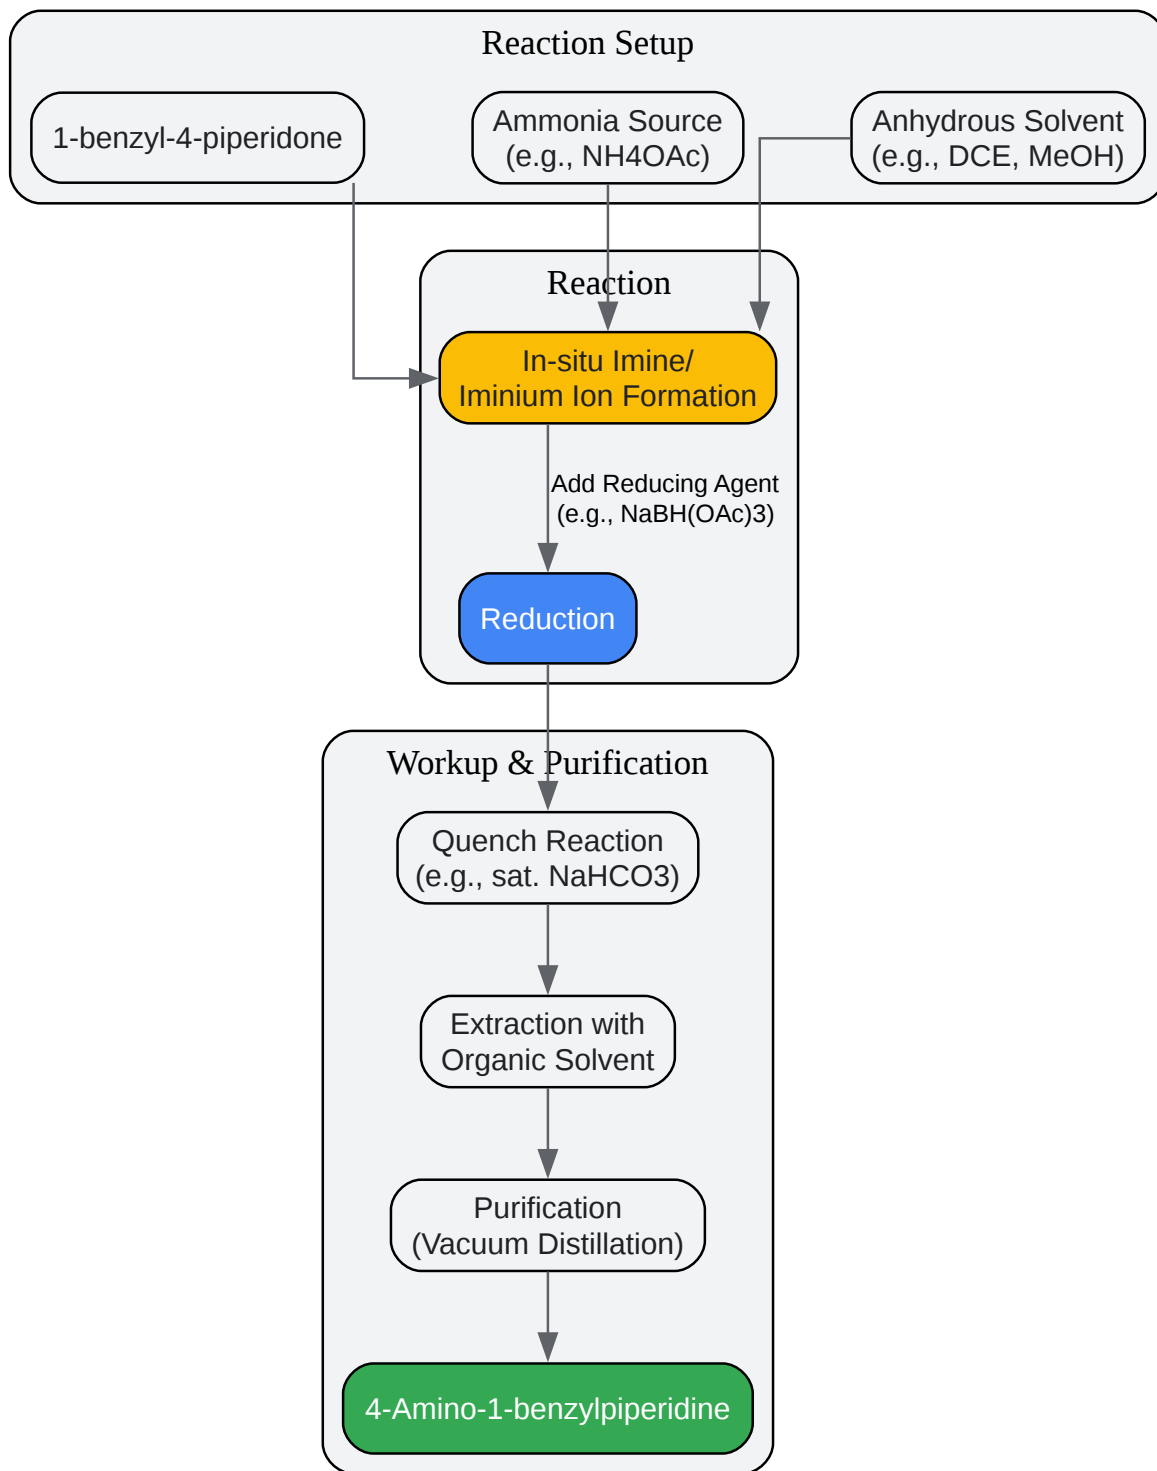 Reaction Setup
1-benzyl-4-piperidone
Ammonia Source
(e.g., NH4OAc)
Anhydrous Solvent
(e.g., DCE, MeOH)
Reaction
In-situ Imine/
Iminium Ion Formation
Add Reducing Agent
(e.g., NaBH(OAc)3)
Reduction
Workup & Purification
Quench Reaction
(e.g., sat. NaHCO3)
Extraction with
Organic Solvent
Purification
(Vacuum Distillation)
4-Amino-1-benzylpiperidine